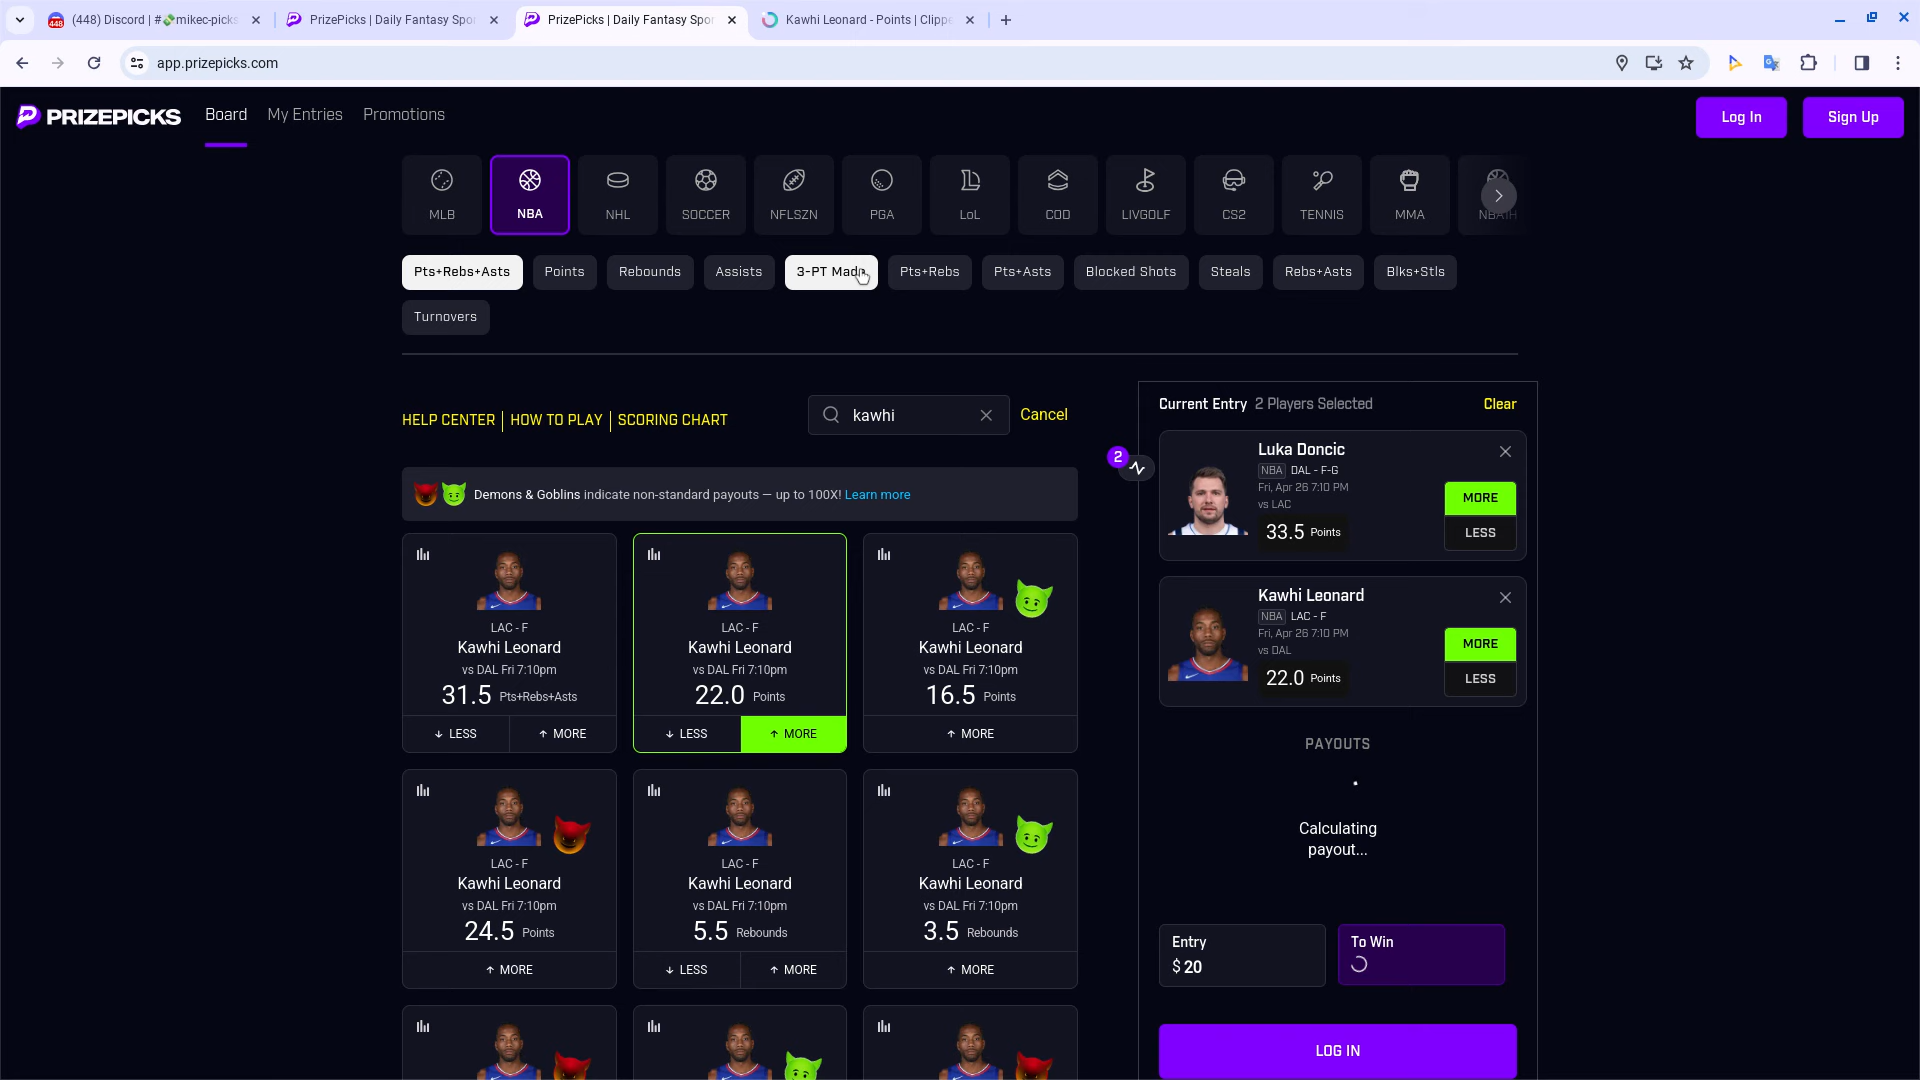 (448) Discord | #💸mikec-picks
PrizePicks | Daily Fantasy Spor
PrizePicks | Daily Fantasy Spor
Kawhi Leonard - Points | Clippe
app.prizepicks.com
PRIZEPICKS
Board
My Entries
Promotions
Log In
Sign Up
MLB
NBA
NHL
SOCCER
NFLSZN
PGA
LoL
COD
LIVGOLF
CS2
TENNIS
MMA
Pts+Rebs+Asts
Points
Rebounds
Assists
3-PT Made
Pts+Rebs
Pts+Asts
Blocked Shots
Steals
Rebs+Asts
Blks+Stls
Turnovers
HELP CENTER | HOW TO PLAY | SCORING CHART
kawhi
Cancel
Demons & Goblins indicate non-standard payouts — up to 100X! Learn more
LAC - F
Kawhi Leonard
vs DAL Fri 7:10pm
31.5 Pts+Rebs+Asts
↓ LESS
↑ MORE
LAC - F
Kawhi Leonard
vs DAL Fri 7:10pm
22.0 Points
↓ LESS
↑ MORE
LAC - F
Kawhi Leonard
vs DAL Fri 7:10pm
16.5 Points
↑ MORE
LAC - F
Kawhi Leonard
vs DAL Fri 7:10pm
24.5 Points
↑ MORE
LAC - F
Kawhi Leonard
vs DAL Fri 7:10pm
5.5 Rebounds
↓ LESS
↑ MORE
LAC - F
Kawhi Leonard
vs DAL Fri 7:10pm
3.5 Rebounds
↑ MORE
Current Entry 2 Players Selected
Clear
2
Luka Doncic
NBA DAL - F-G
Fri, Apr 26 7:10 PM
vs LAC
33.5 Points
MORE
LESS
Kawhi Leonard
NBA LAC - F
Fri, Apr 26 7:10 PM
vs DAL
22.0 Points
MORE
LESS
PAYOUTS
Calculating
payout...
Entry
$ 20
To Win
LOG IN